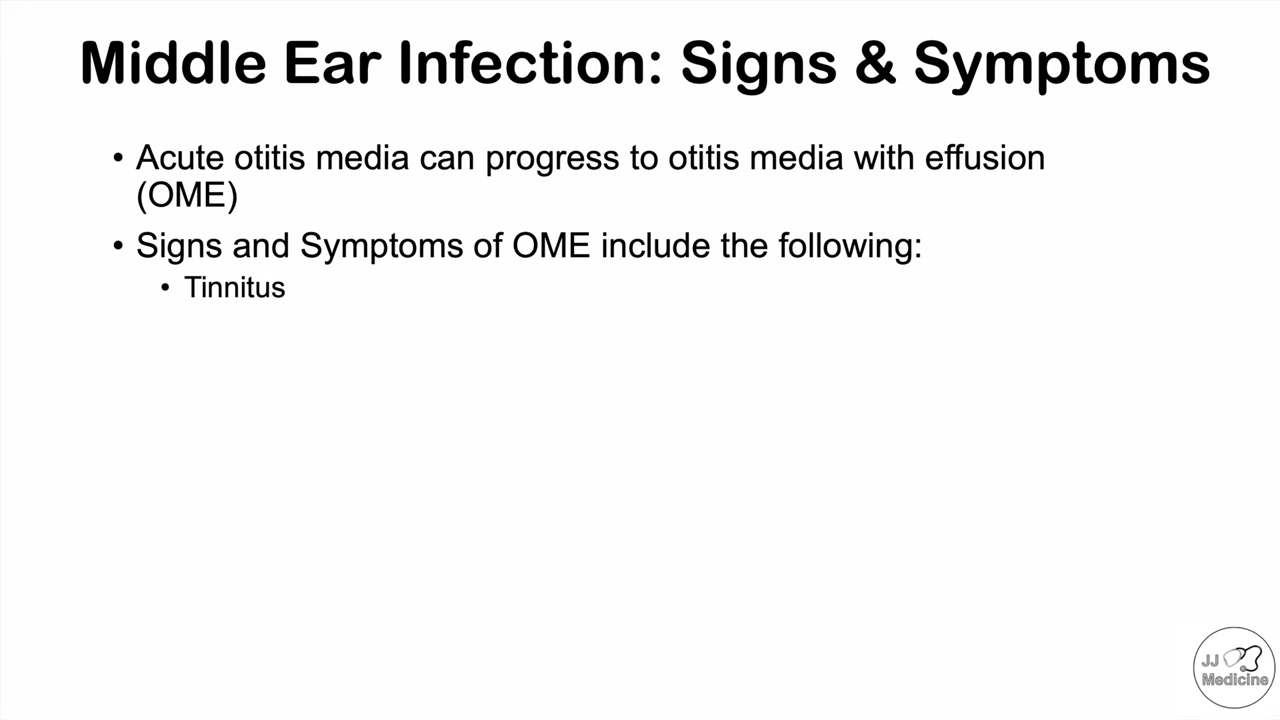 Middle Ear Infection: Signs & Symptoms
• Acute otitis media can progress to otitis media with effusion
(OME)
• Signs and Symptoms of OME include the following:
• Tinnitus
JJ
Medicine